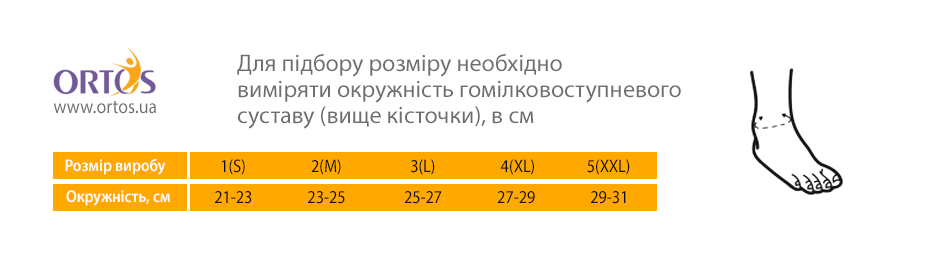 ORTOS
www.ortos.ua
Для підбору розміру необхідно
виміряти окружність гомілковоступневого
суставу (вище кісточки), в см
Розмір виробу 1(S) 2(M) 3(L) 4(XL) 5(XXL)
Окружність, см 21-23 23-25 25-27 27-29 29-31